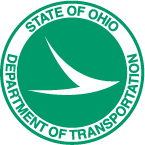 STATE OF OHIO
DEPARTMENT OF TRANSPORTATION